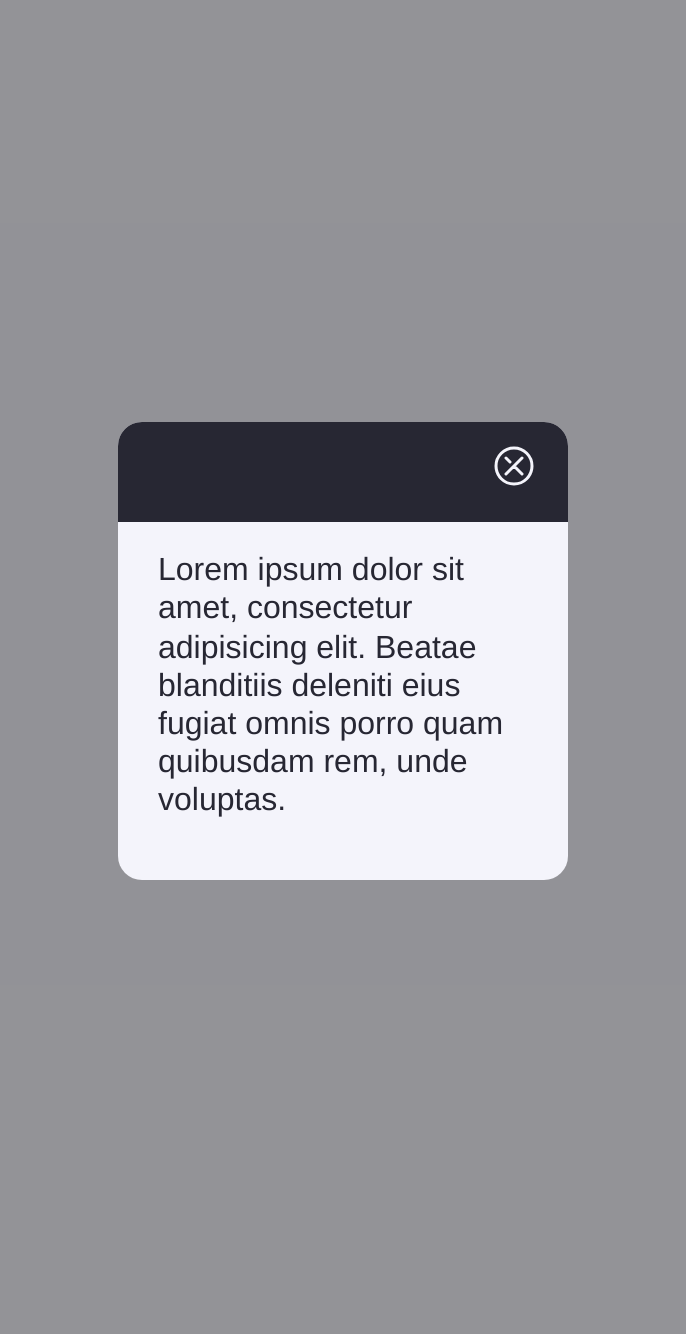 Lorem ipsum dolor sit
amet, consectetur
adipisicing elit. Beatae
blanditiis deleniti eius
fugiat omnis porro quam
quibusdam rem, unde
voluptas.